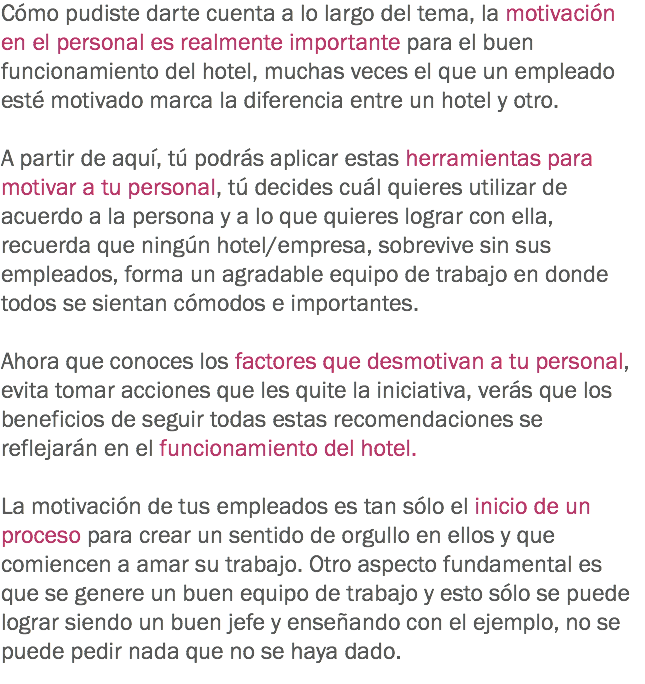 Cómo pudiste darte cuenta a lo largo del tema, la motivación
en el personal es realmente importante para el buen
funcionamiento del hotel, muchas veces el que un empleado
esté motivado marca la diferencia entre un hotel y otro.
A partir de aquí, tú podrás aplicar estas herramientas para
motivar a tu personal, tú decides cuál quieres utilizar de
acuerdo a la persona y a lo que quieres lograr con ella,
recuerda que ningún hotel/empresa, sobrevive sin sus
empleados, forma un agradable equipo de trabajo en donde
todos se sientan cómodos e importantes.
Ahora que conoces los factores que desmotivan a tu personal,
evita tomar acciones que les quite la iniciativa, verás que los
beneficios de seguir todas estas recomendaciones se
reflejarán en el funcionamiento del hotel.
La motivación de tus empleados es tan sólo el inicio de un
proceso para crear un sentido de orgullo en ellos y que
comiencen a amar su trabajo. Otro aspecto fundamental es
que se genere un buen equipo de trabajo y esto sólo se puede
lograr siendo un buen jefe y enseñando con el ejemplo, no se
puede pedir nada que no se haya dado.